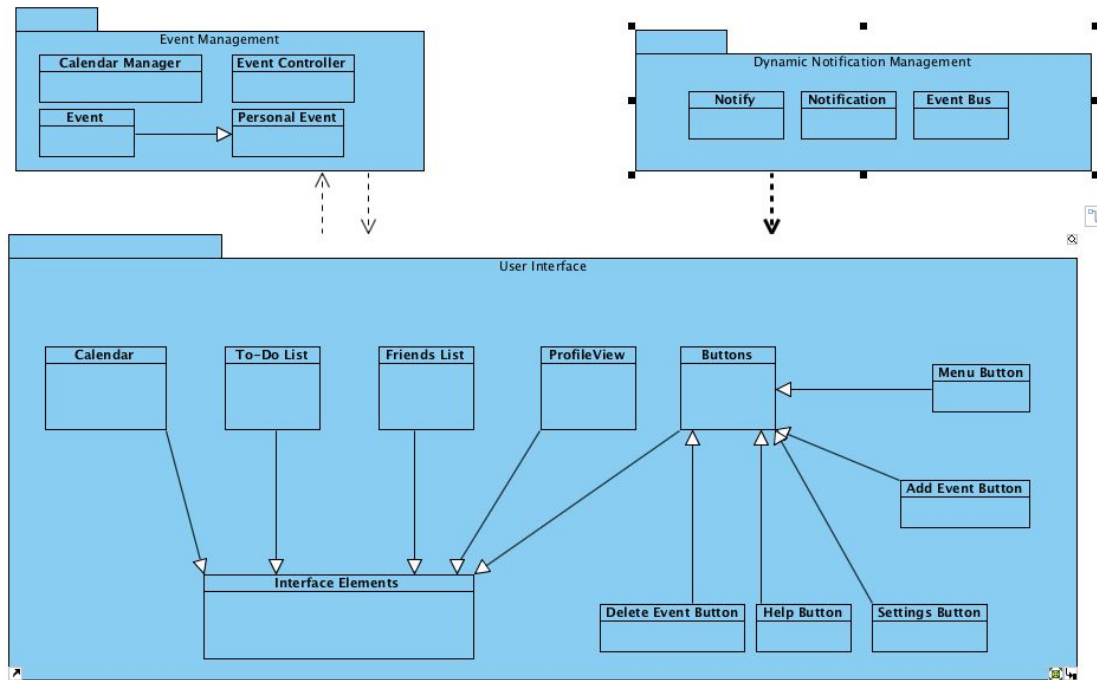 Event Management
Calendar Manager
Event Controller
Event
Personal Event
Dynamic Notification Management
Notify
Notification
Event Bus
User Interface
Calendar
To-Do List
Friends List
ProfileView
Buttons
Menu Button
Add Event Button
Interface Elements
Delete Event Button
Help Button
Settings Button